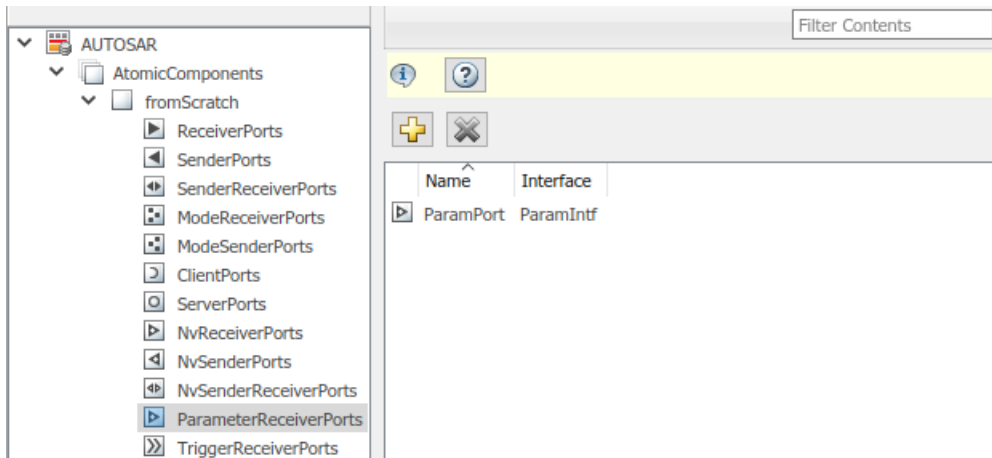 Filter Contents
AUTOSAR
AtomicComponents
fromScratch
ReceiverPorts
SenderPorts
SenderReceiverPorts
ModeReceiverPorts
ModeSenderPorts
ClientPorts
ServerPorts
NvReceiverPorts
NvSenderPorts
NvSenderReceiverPorts
ParameterReceiverPorts
TriggerReceiverPorts
Name Interface
ParamPort ParamIntf